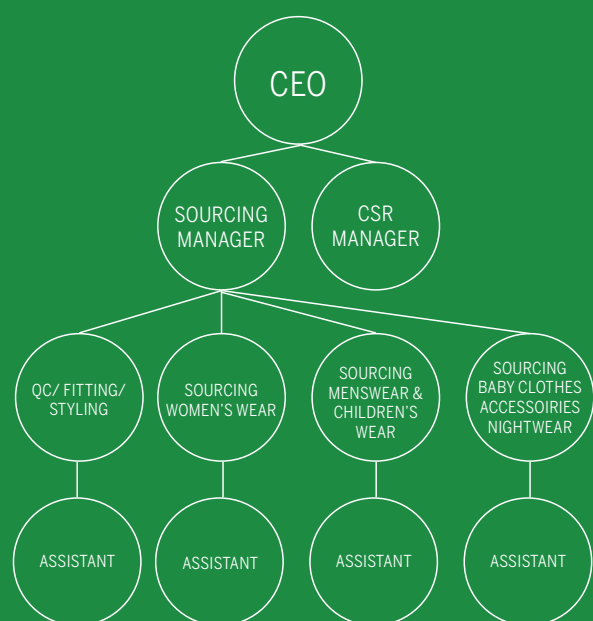 CEO
SOURCING
MANAGER
CSR
MANAGER
QC/ FITTING/
STYLING
SOURCING
WOMEN'S WEAR
SOURCING
MENSWEAR &
CHILDREN'S
WEAR
SOURCING
BABY CLOTHES
ACCESSOIRIES
NIGHTWEAR
ASSISTANT
ASSISTANT
ASSISTANT
ASSISTANT